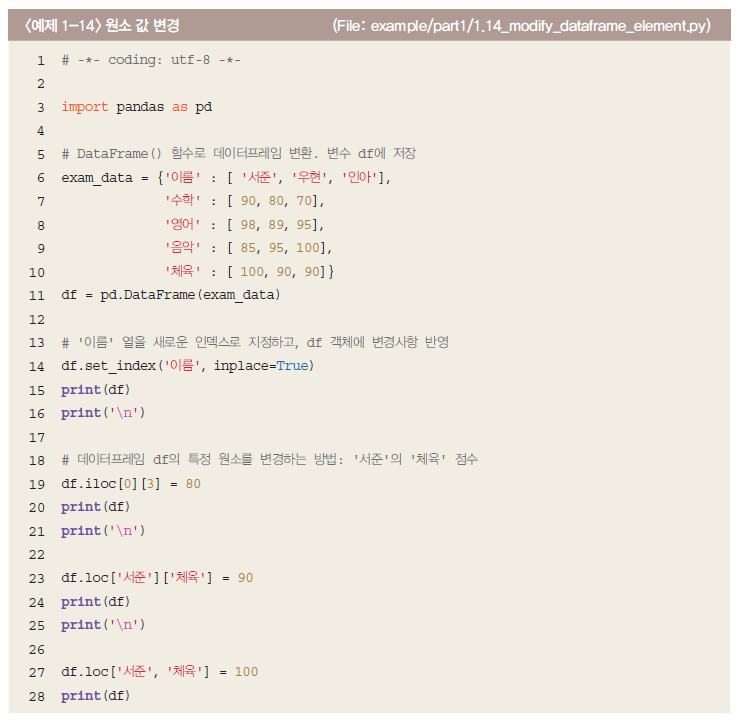 〈예제 1-14〉 원소 값 변경 (File: example/part1/1.14_modify_dataframe_element.py)
1 # -*- coding: utf-8 -*-
2
3 import pandas as pd
4
5 # DataFrame() 함수로 데이터프레임 변환. 변수 df에 저장
6 exam_data = {'이름' : [ '서준', '우현', '인아'],
7 '수학' : [ 90, 80, 70],
8 '영어' : [ 98, 89, 95],
9 '음악' : [ 85, 95, 100],
10 '체육' : [ 100, 90, 90]}
11 df = pd.DataFrame(exam_data)
12
13 # '이름' 열을 새로운 인덱스로 지정하고, df 객체에 변경사항 반영
14 df.set_index('이름', inplace=True)
15 print(df)
16 print('\n')
17
18 # 데이터프레임 df의 특정 원소를 변경하는 방법: '서준'의 '체육' 점수
19 df.iloc[0][3] = 80
20 print(df)
21 print('\n')
22
23 df.loc['서준']['체육'] = 90
24 print(df)
25 print('\n')
26
27 df.loc['서준', '체육'] = 100
28 print(df)